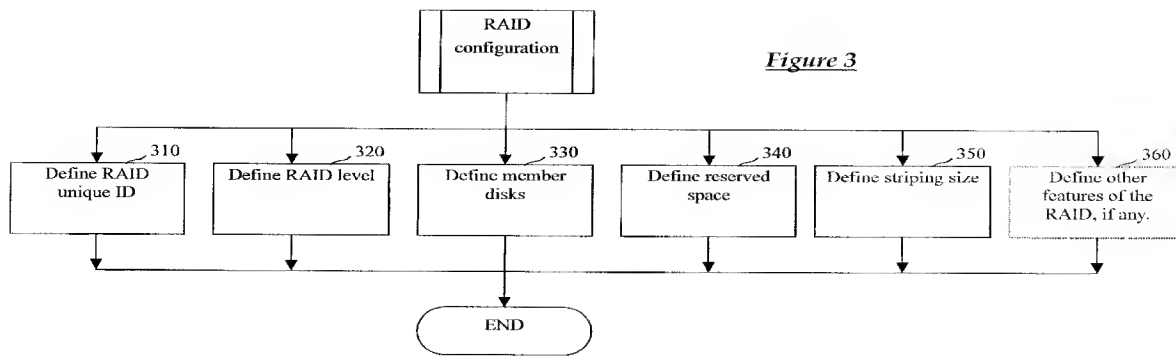 RAID
configuration
Figure 3
310
Define RAID
unique ID
320
Define RAID level
330
Define member
disks
340
Define reserved
space
350
Define striping size
360
Define other
features of the
RAID, if any.
END